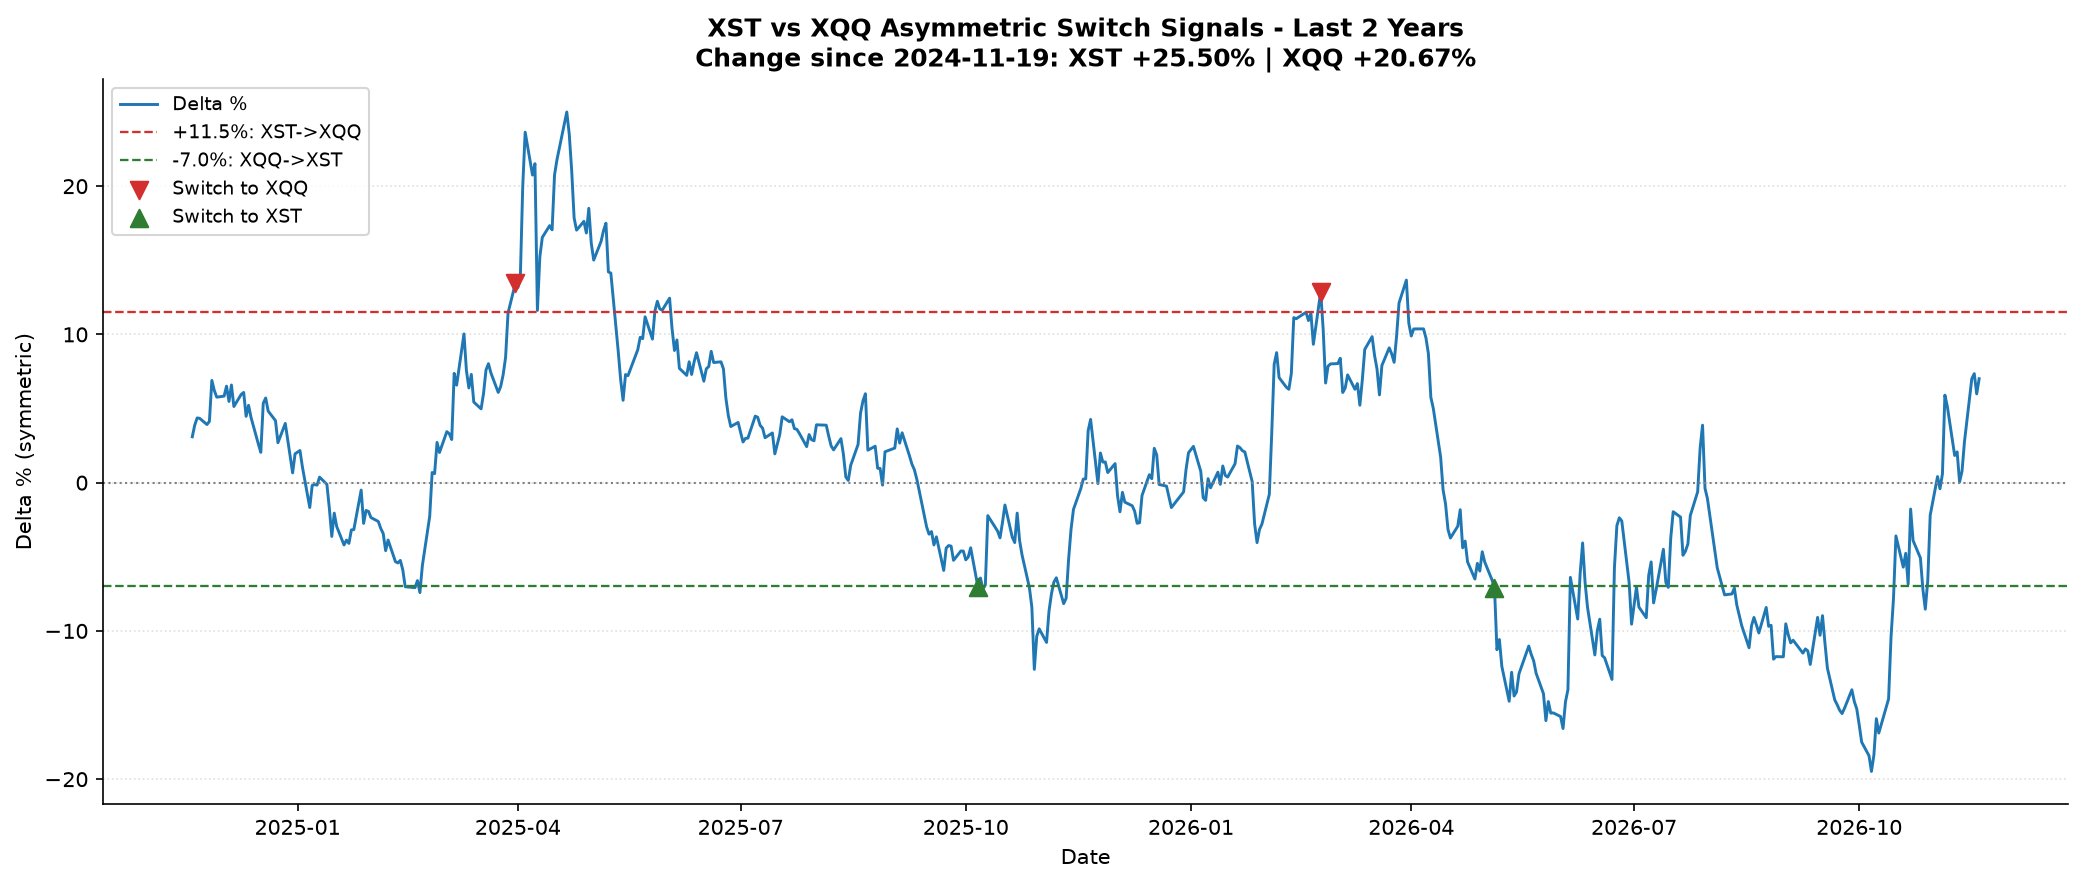 XST vs XQQ Asymmetric Switch Signals - Last 2 Years
Change since 2024-11-19: XST +25.50% | XQQ +20.67%
Delta %
+11.5%: XST->XQQ
-7.0%: XQQ->XST
Switch to XQQ
Switch to XST
Delta % (symmetric)
20
10
0
−10
−20
2025-01
2025-04
2025-07
2025-10
2026-01
2026-04
2026-07
2026-10
Date